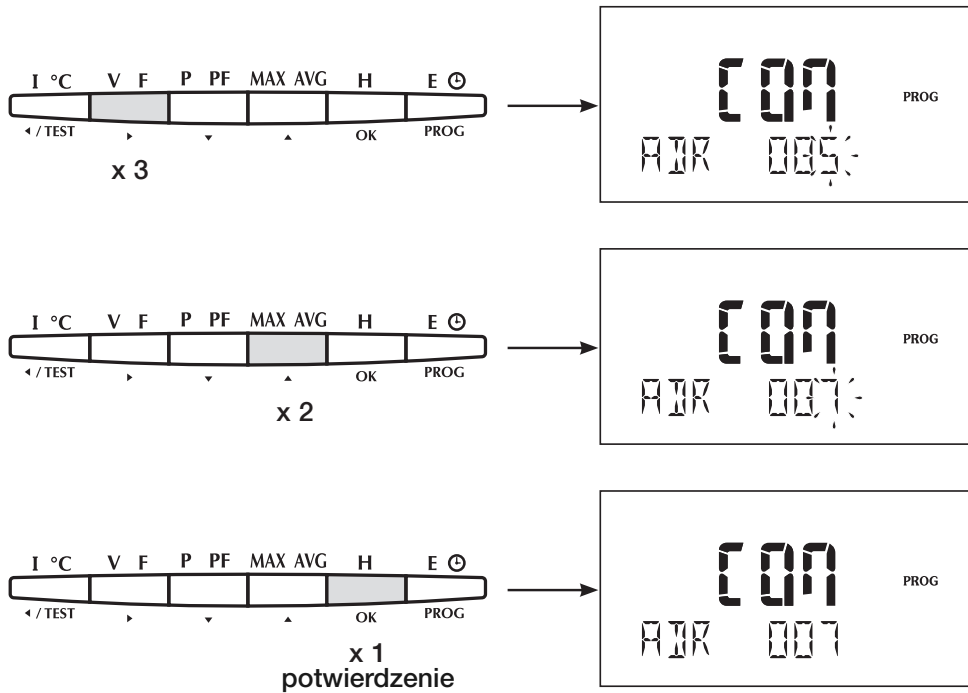 I °C V F P PF MAX AVG H E
◂ / TEST ▸ ▾ ▴ OK PROG
x 3
COM
PROG
ADR 005
I °C V F P PF MAX AVG H E
◂ / TEST ▸ ▾ ▴ OK PROG
x 2
COM
PROG
ADR 007
I °C V F P PF MAX AVG H E
◂ / TEST ▸ ▾ ▴ OK PROG
x 1
potwierdzenie
COM
PROG
ADR 007